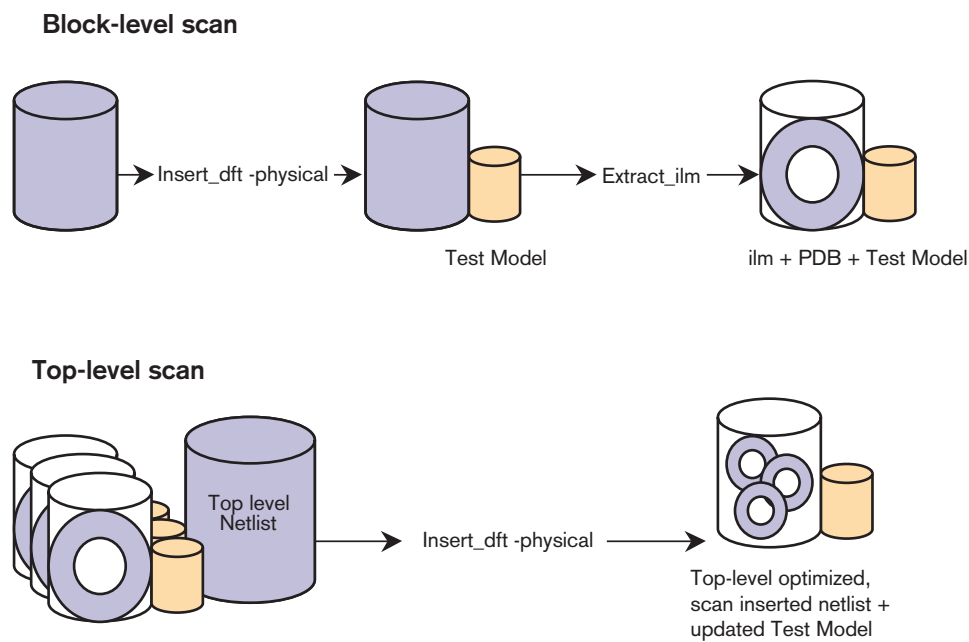 Block-level scan
Insert_dft -physical
Extract_ilm
Test Model
ilm + PDB + Test Model
Top-level scan
Top level
Netlist
Insert_dft -physical
Top-level optimized,
scan inserted netlist +
updated Test Model